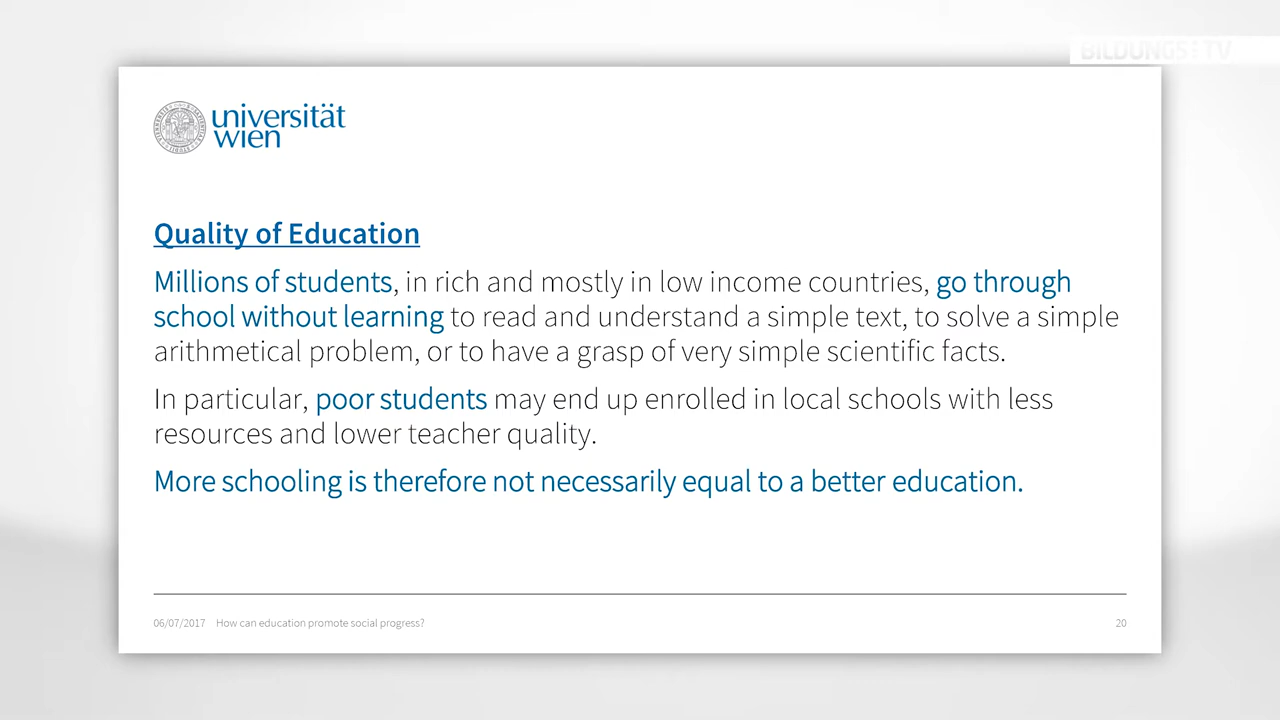 BILDUNGS TV
universität
wien
Quality of Education
Millions of students, in rich and mostly in low income countries, go through
school without learning to read and understand a simple text, to solve a simple
arithmetical problem, or to have a grasp of very simple scientific facts.
In particular, poor students may end up enrolled in local schools with less
resources and lower teacher quality.
More schooling is therefore not necessarily equal to a better education.
06/07/2017 How can education promote social progress? 20